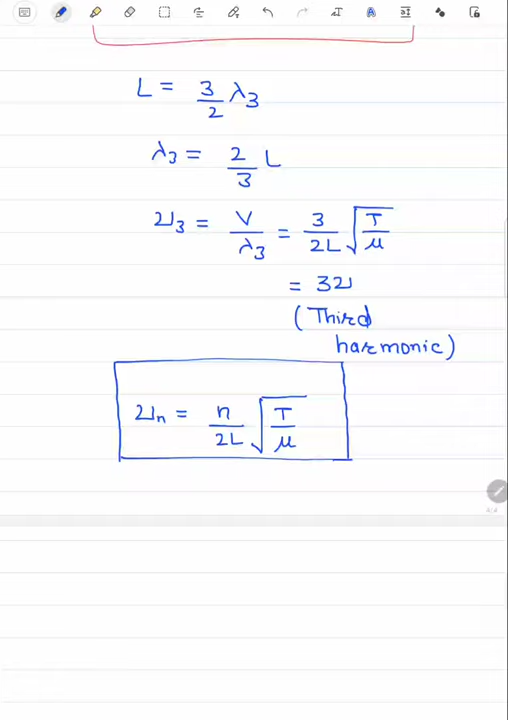 L = 3/2 λ₃
λ₃ = 2/3 L
ν₃ = V/λ₃ = 3/2L √(T/μ)
= 3ν
(Third
harmonic)
νₙ = n/2L √(T/μ)